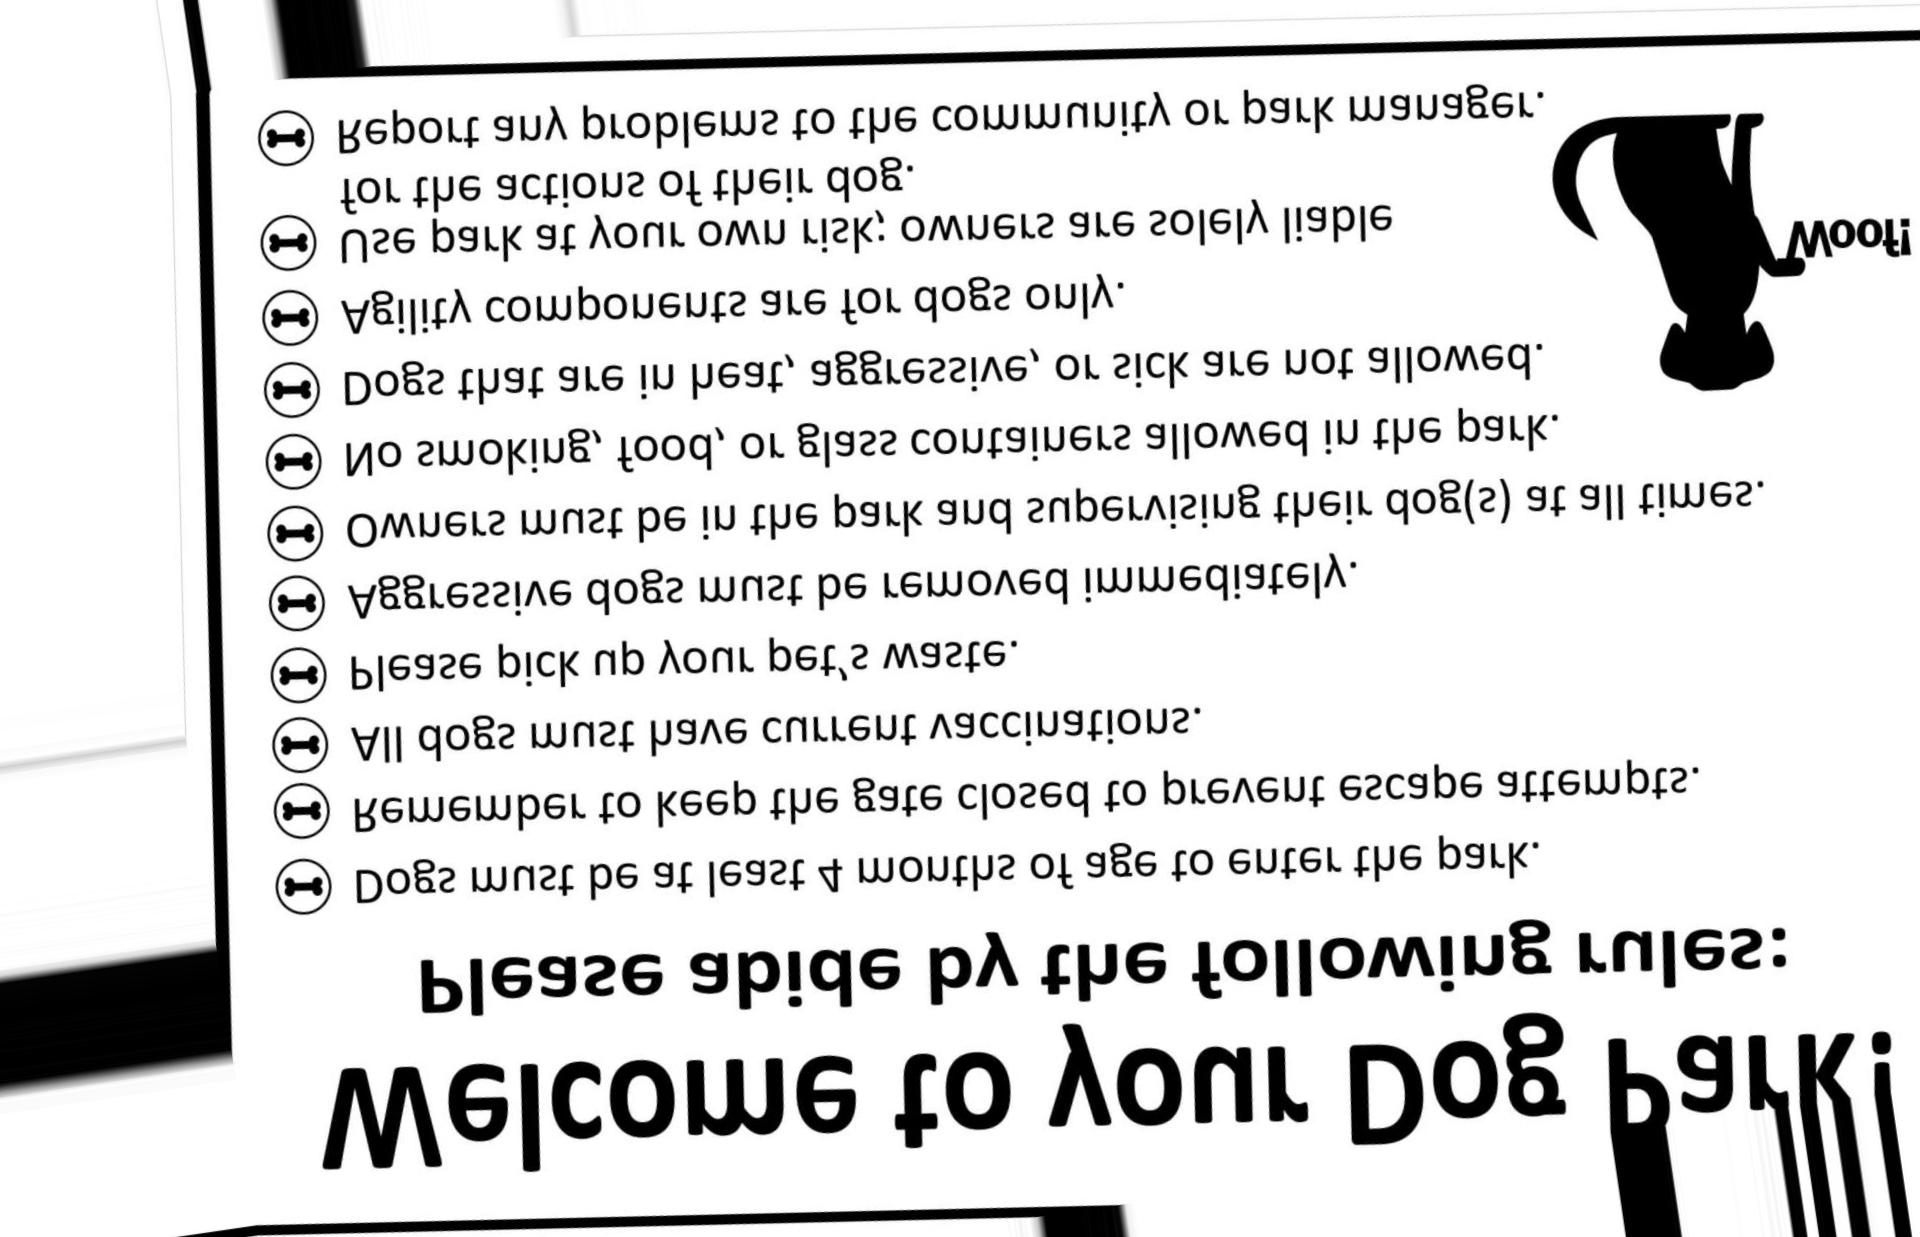 Welcome to your Dog Park!
Please abide by the following rules:
Dogs must be at least 4 months of age to enter the park.
Remember to keep the gate closed to prevent escape attempts.
All dogs must have current vaccinations.
Please pick up your pet's waste.
Aggressive dogs must be removed immediately.
Owners must be in the park and supervising their dog(s) at all times.
No smoking, food, or glass containers allowed in the park.
Dogs that are in heat, aggressive, or sick are not allowed.
Agility components are for dogs only.
Use park at your own risk; owners are solely liable
for the actions of their dog.
Report any problems to the community or park manager.
Woof!